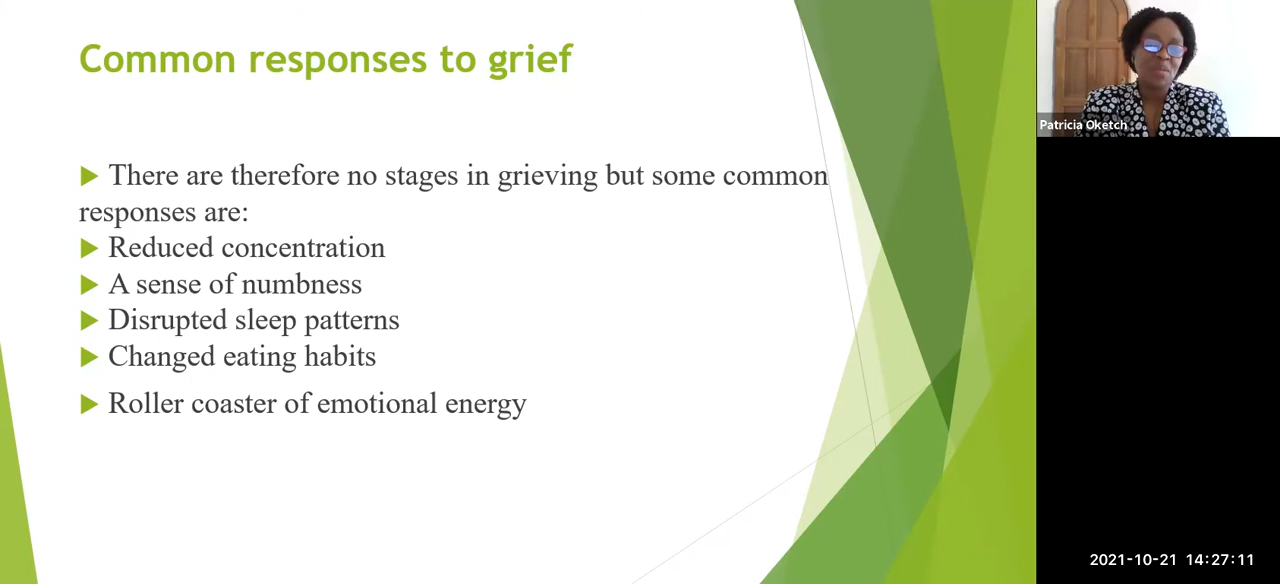 Common responses to grief
There are therefore no stages in grieving but some common
responses are:
Reduced concentration
A sense of numbness
Disrupted sleep patterns
Changed eating habits
Roller coaster of emotional energy
Patricia Oketch
2021-10-21 14:27:11